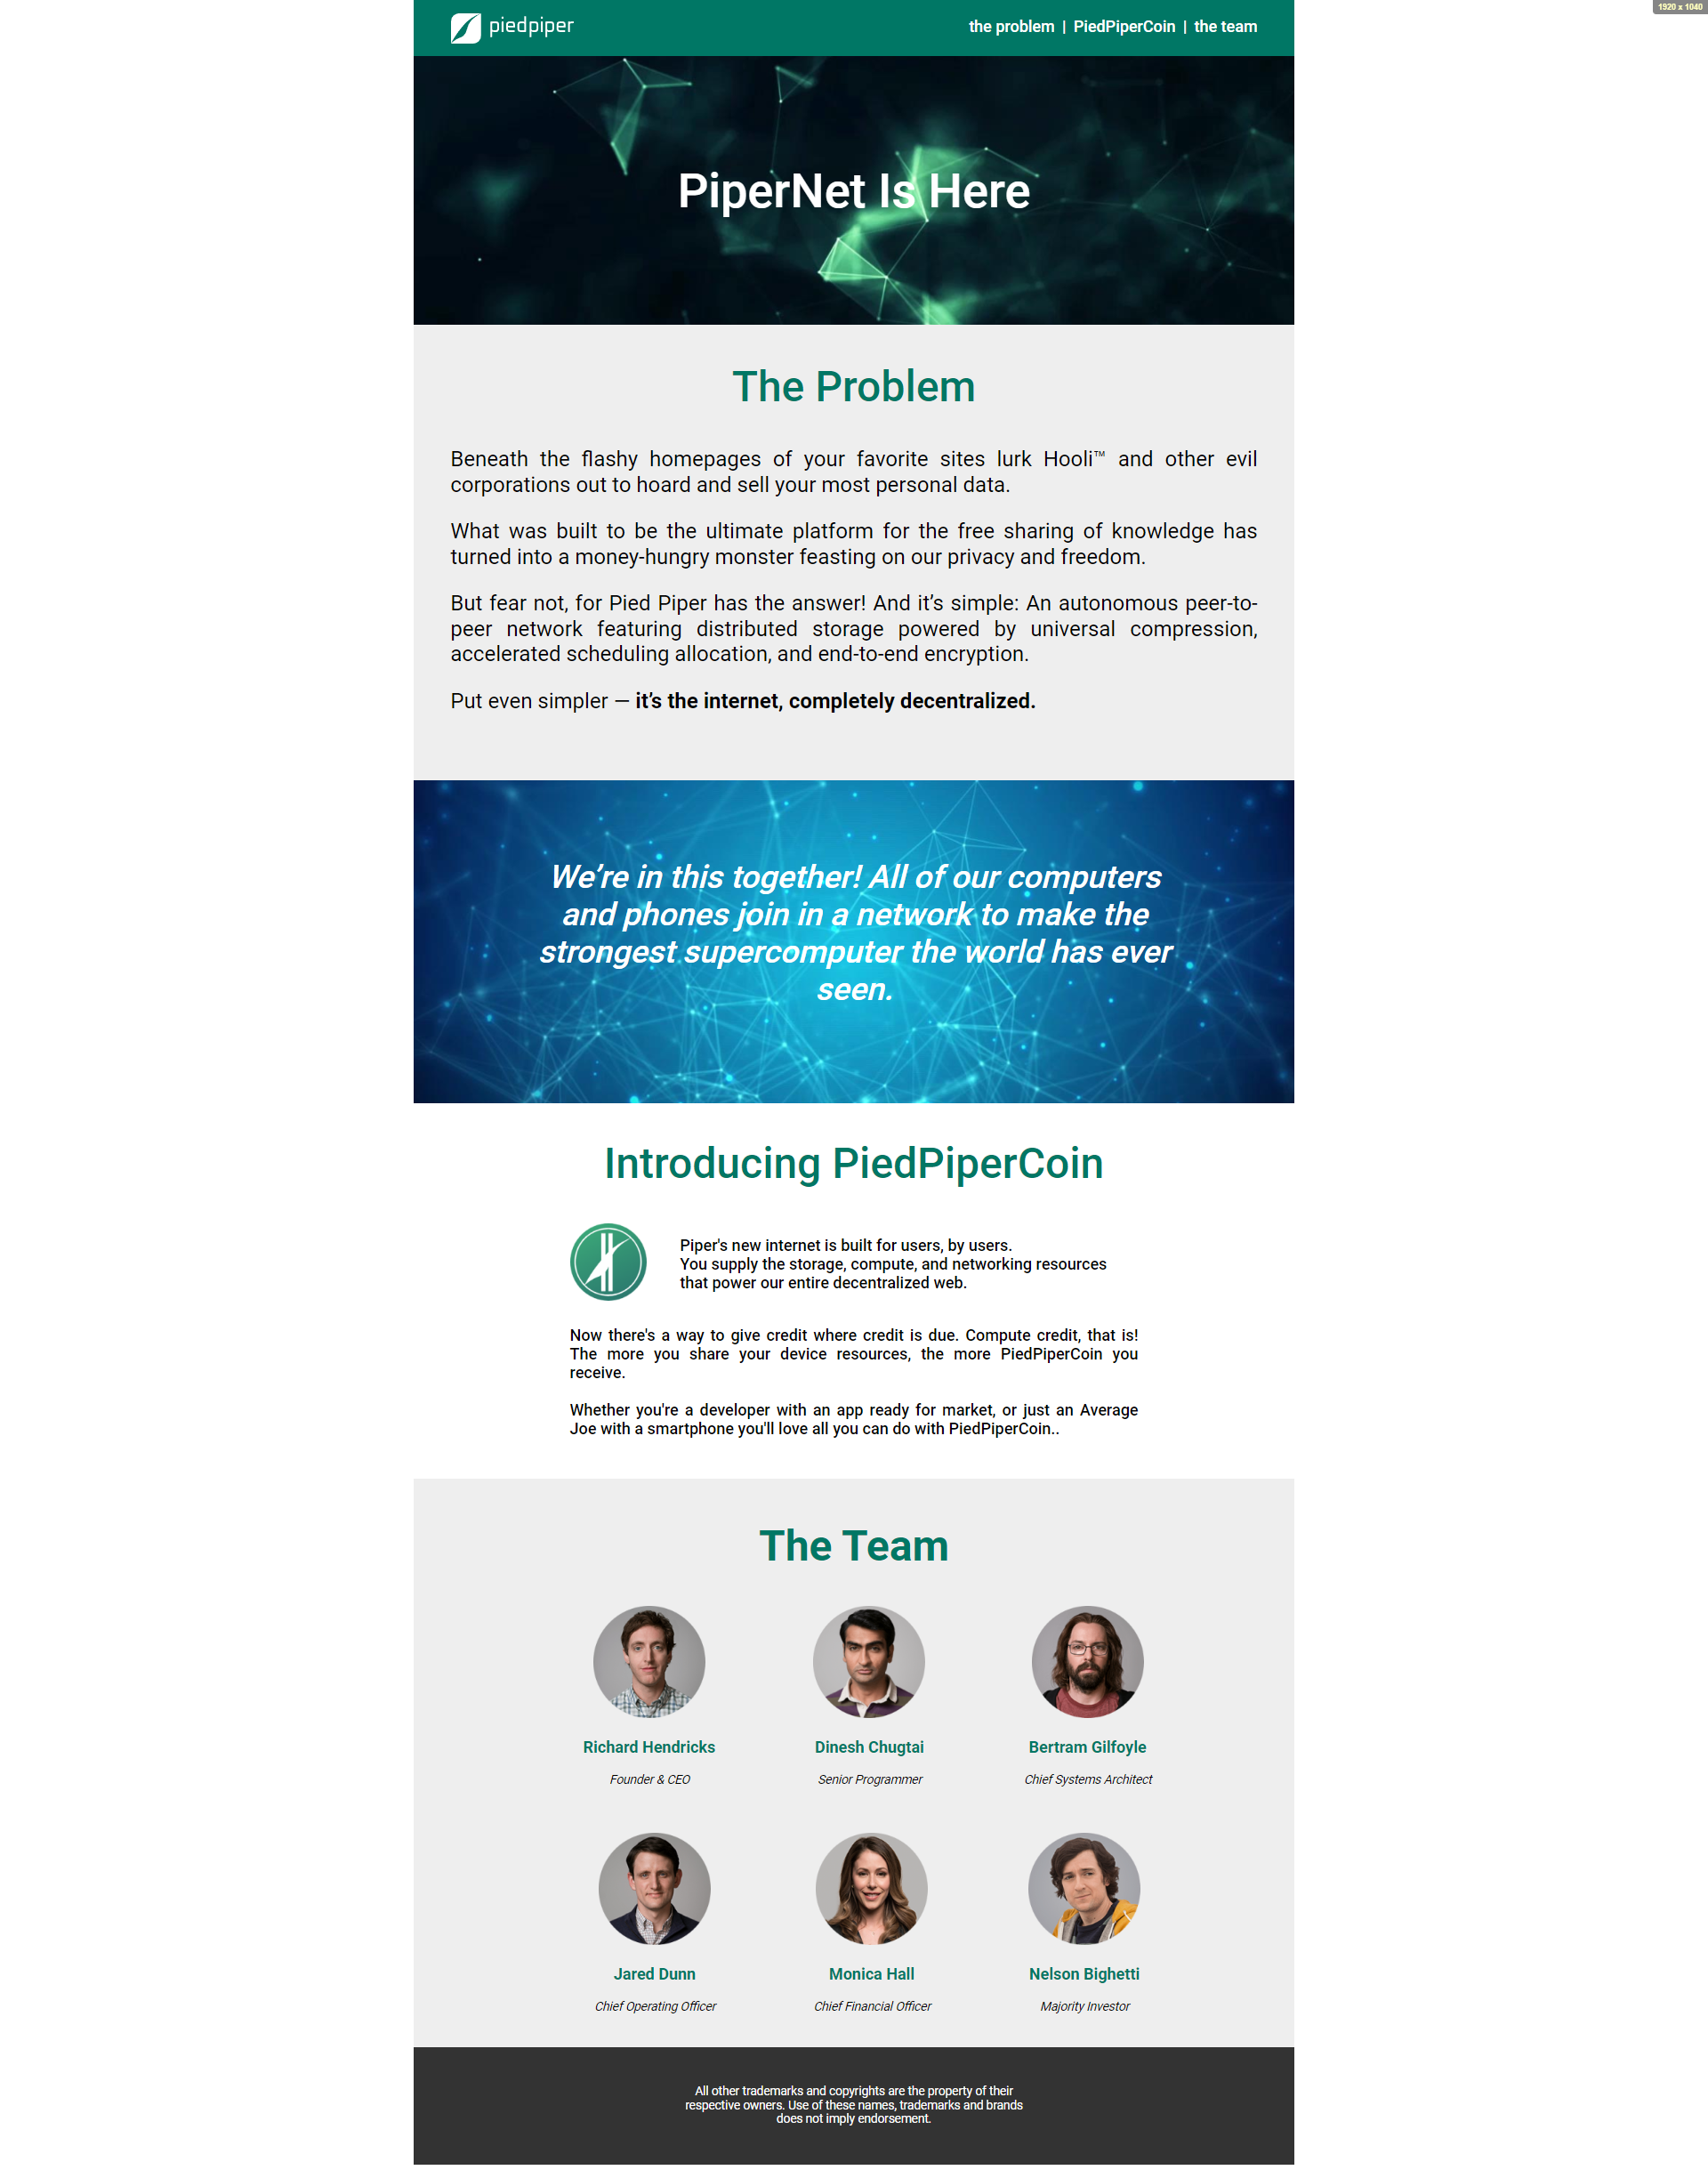 1920 x 1040
piedpiper
the problem | PiedPiperCoin | the team
PiperNet Is Here
The Problem
Beneath the flashy homepages of your favorite sites lurk Hooli™ and other evil
corporations out to hoard and sell your most personal data.
What was built to be the ultimate platform for the free sharing of knowledge has
turned into a money-hungry monster feasting on our privacy and freedom.
But fear not, for Pied Piper has the answer! And it’s simple: An autonomous peer-to-
peer network featuring distributed storage powered by universal compression,
accelerated scheduling allocation, and end-to-end encryption.
Put even simpler — it’s the internet, completely decentralized.
We’re in this together! All of our computers
and phones join in a network to make the
strongest supercomputer the world has ever
seen.
Introducing PiedPiperCoin
Piper's new internet is built for users, by users.
You supply the storage, compute, and networking resources
that power our entire decentralized web.
Now there's a way to give credit where credit is due. Compute credit, that is!
The more you share your device resources, the more PiedPiperCoin you
receive.
Whether you're a developer with an app ready for market, or just an Average
Joe with a smartphone you'll love all you can do with PiedPiperCoin..
The Team
Richard Hendricks
Founder & CEO
Dinesh Chugtai
Senior Programmer
Bertram Gilfoyle
Chief Systems Architect
Jared Dunn
Chief Operating Officer
Monica Hall
Chief Financial Officer
Nelson Bighetti
Majority Investor
All other trademarks and copyrights are the property of their
respective owners. Use of these names, trademarks and brands
does not imply endorsement.